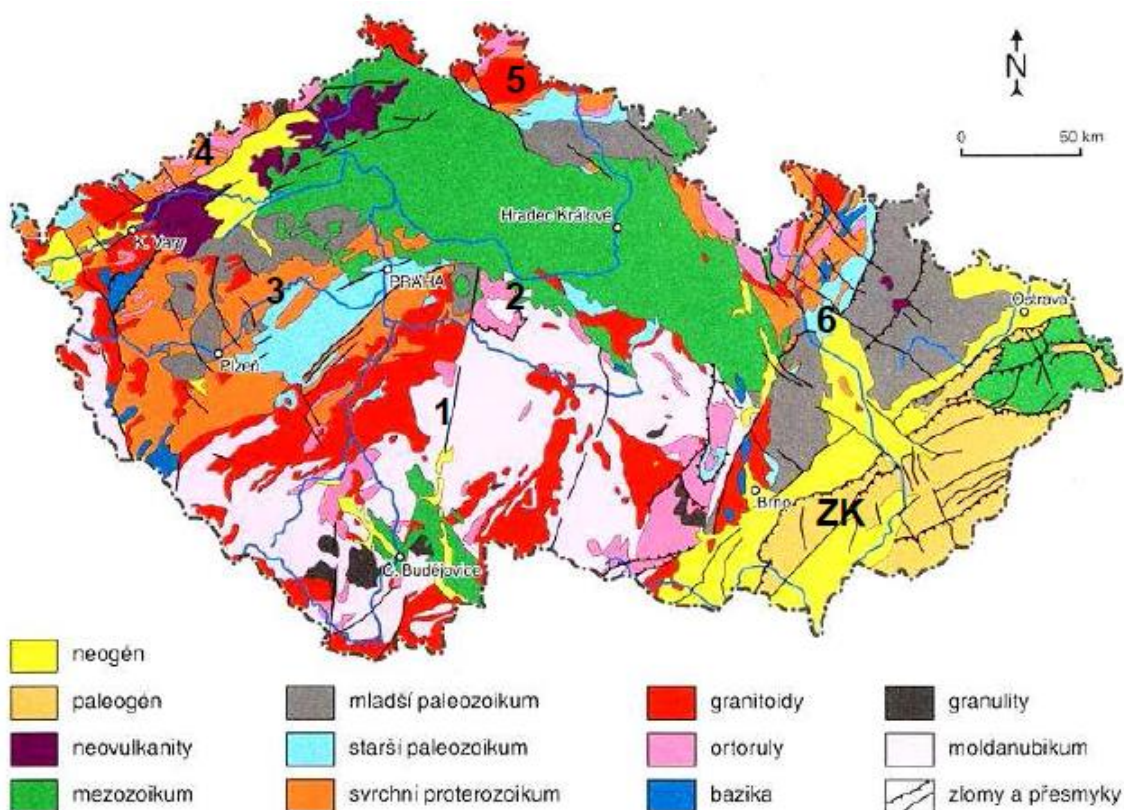 N
0 50 km
5
4
Hradec Králové
K. Vary
PRAHA
3
2
Ostrava
6
Plzeň
1
Brno
ZK
Č. Budějovice
neogén
paleogén
mladší paleozoikum
granitoidy
granulity
neovulkanity
starší paleozoikum
ortoruly
moldanubikum
mezozoikum
svrchní proterozoikum
bazika
zlomy a přesmyky